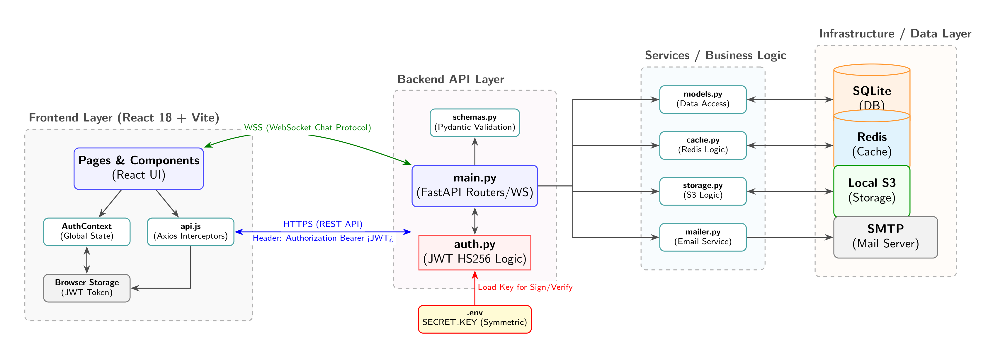 Frontend Layer (React 18 + Vite)
Pages & Components
(React UI)
AuthContext
(Global State)
api.js
(Axios Interceptors)
Browser Storage
(JWT Token)
WSS (WebSocket Chat Protocol)
HTTPS (REST API)
Header: Authorization Bearer ¡JWT¿
Backend API Layer
schemas.py
(Pydantic Validation)
main.py
(FastAPI Routers/WS)
auth.py
(JWT HS256 Logic)
Load Key for Sign/Verify
.env
SECRET_KEY (Symmetric)
Services / Business Logic
models.py
(Data Access)
cache.py
(Redis Logic)
storage.py
(S3 Logic)
mailer.py
(Email Service)
Infrastructure / Data Layer
SQLite
(DB)
Redis
(Cache)
Local S3
(Storage)
SMTP
(Mail Server)